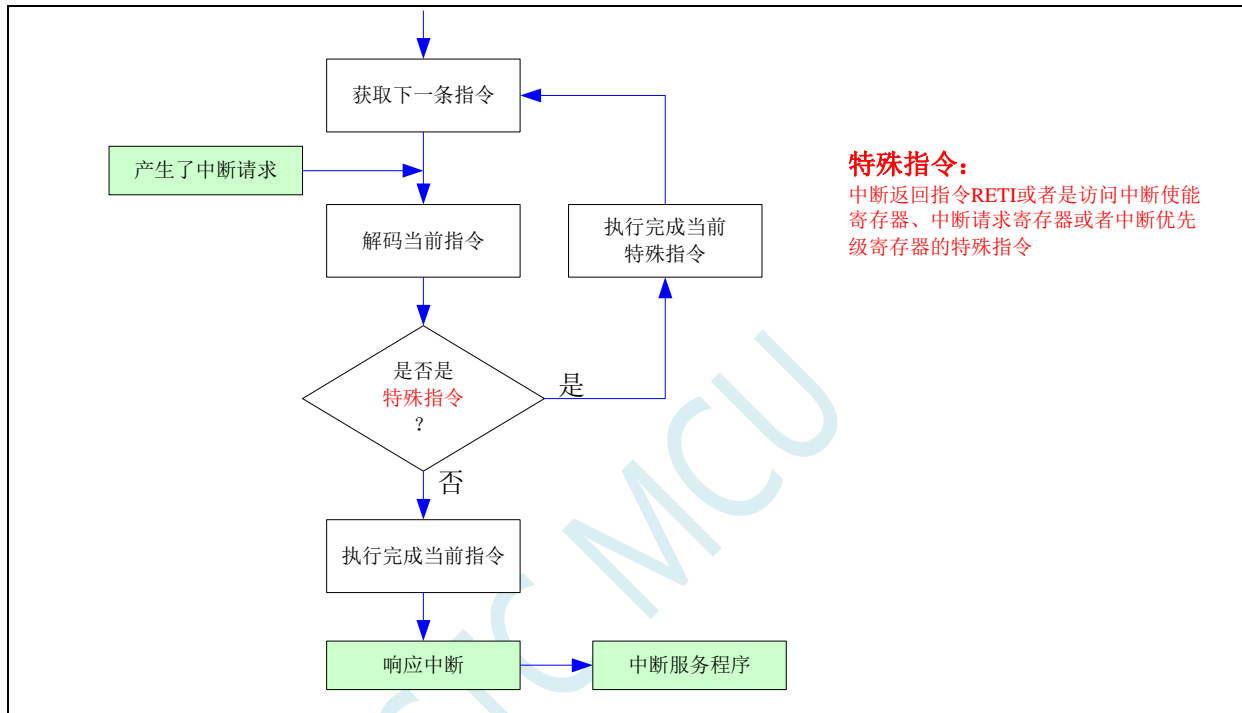 获取下一条指令
产生了中断请求
解码当前指令
执行完成当前
特殊指令
特殊指令：
中断返回指令RETI或者是访问中断使能
寄存器、中断请求寄存器或者中断优先
级寄存器的特殊指令
是否是
特殊指令
？
是
否
执行完成当前指令
响应中断
中断服务程序
STC MCU